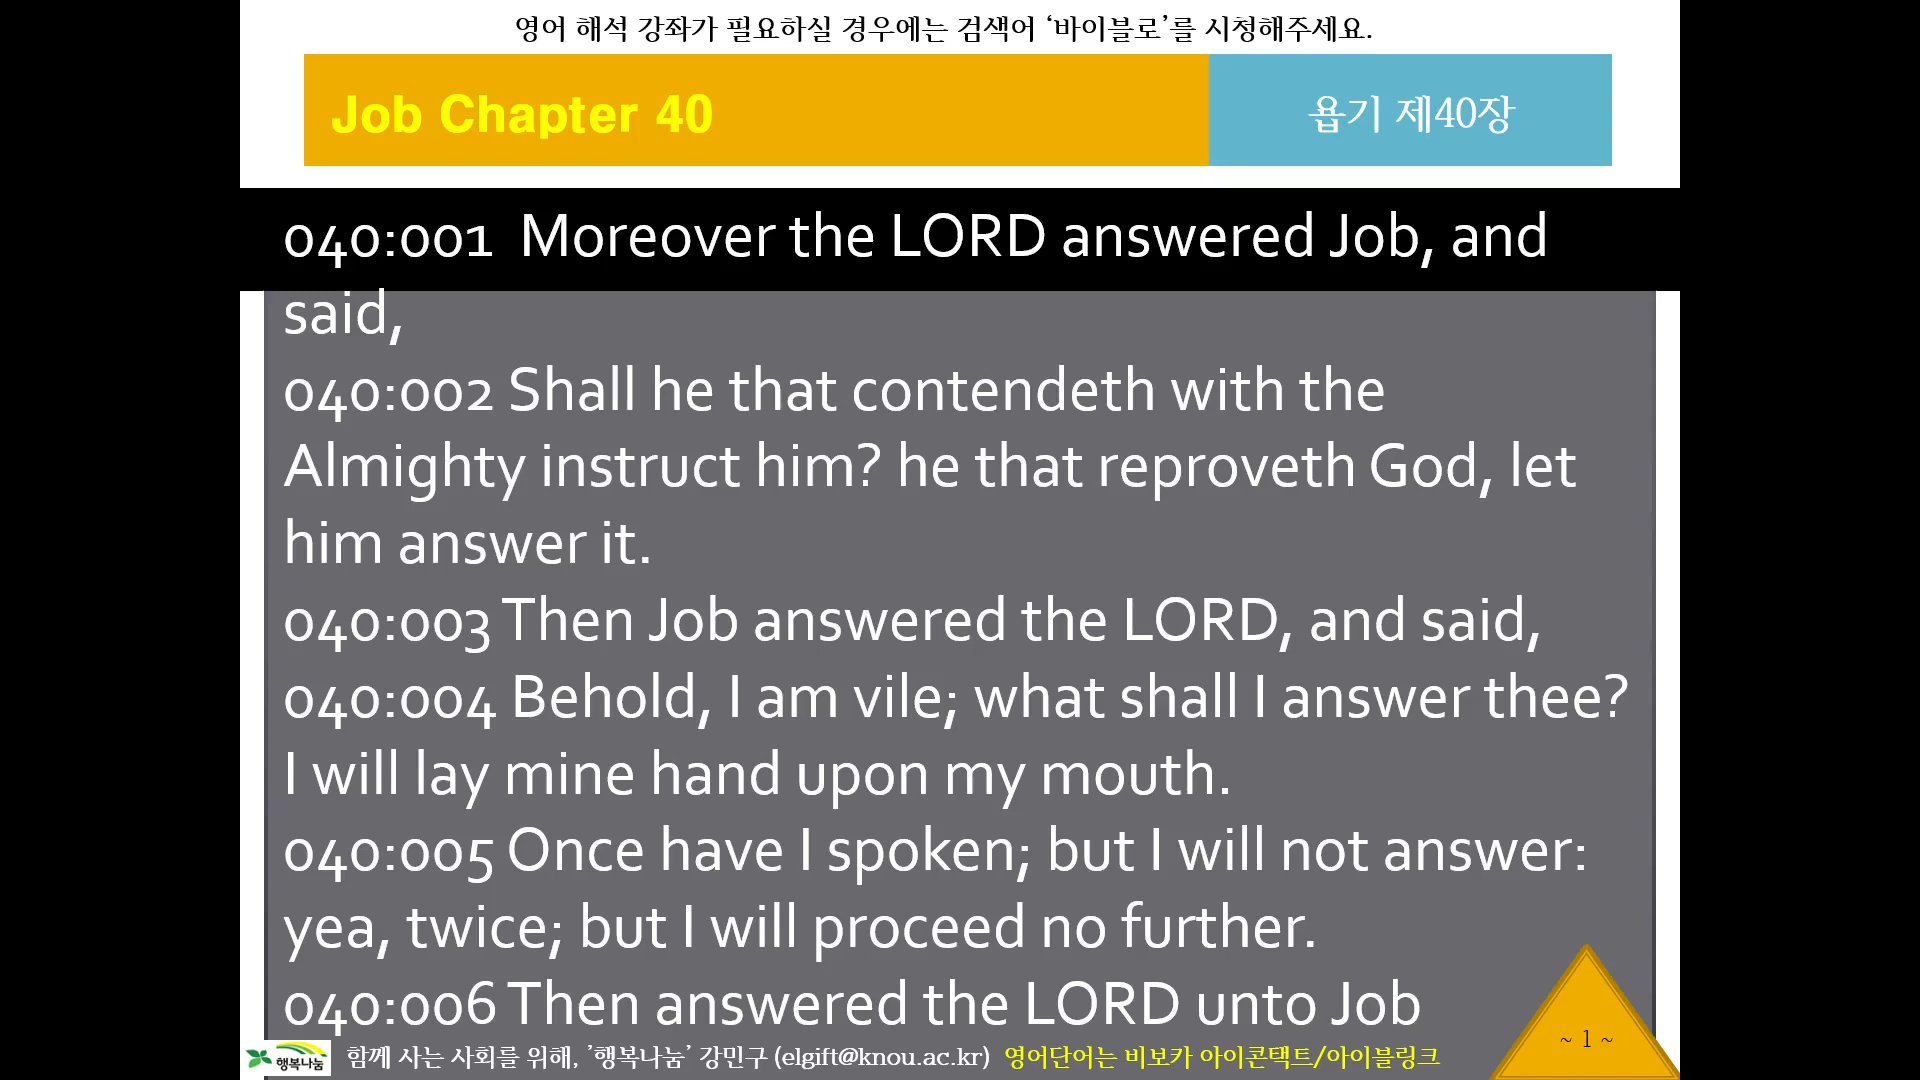 영어 해석 강좌가 필요하실 경우에는 검색어 ‘바이블로’를 시청해주세요.
Job Chapter 40
욥기 제40장
040:001 Moreover the LORD answered Job, and
said,
040:002 Shall he that contendeth with the
Almighty instruct him? he that reproveth God, let
him answer it.
040:003 Then Job answered the LORD, and said,
040:004 Behold, I am vile; what shall I answer thee?
I will lay mine hand upon my mouth.
040:005 Once have I spoken; but I will not answer:
yea, twice; but I will proceed no further.
040:006 Then answered the LORD unto Job
~ 1 ~
행복나눔
함께 사는 사회를 위해, ’행복나눔’ 강민구 (elgift@knou.ac.kr) 영어단어는 비보카 아이콘택트/아이블링크